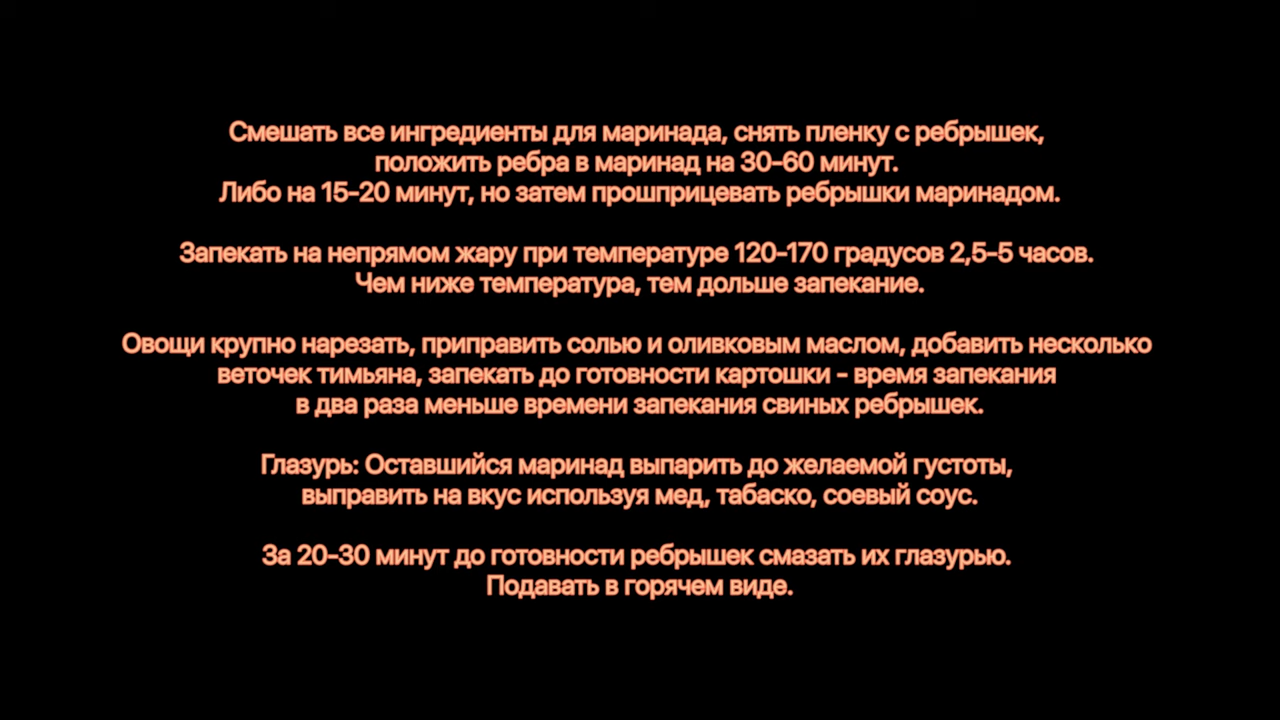 Смешать все ингредиенты для маринада, снять пленку с ребрышек,
положить ребра в маринад на 30-60 минут.
Либо на 15-20 минут, но затем прошприцевать ребрышки маринадом.
Запекать на непрямом жару при температуре 120-170 градусов 2,5-5 часов.
Чем ниже температура, тем дольше запекание.
Овощи крупно нарезать, приправить солью и оливковым маслом, добавить несколько
веточек тимьяна, запекать до готовности картошки - время запекания
в два раза меньше времени запекания свиных ребрышек.
Глазурь: Оставшийся маринад выпарить до желаемой густоты,
выправить на вкус используя мед, табаско, соевый соус.
За 20-30 минут до готовности ребрышек смазать их глазурью.
Подавать в горячем виде.